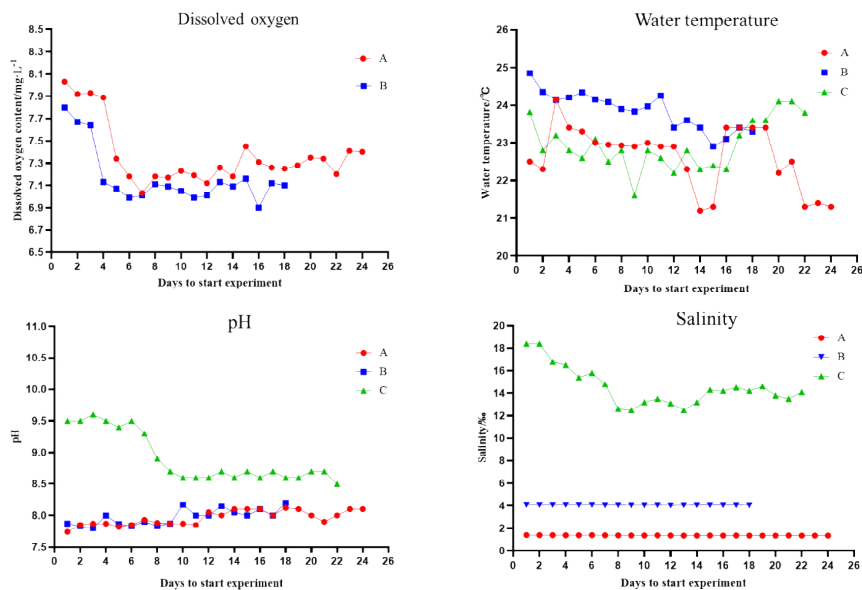 Dissolved oxygen
8.5
8.3
8.1
7.9
7.7
7.5
7.3
7.1
6.9
6.7
6.5
Dissolved oxygen content/mg·L⁻¹
0 2 4 6 8 10 12 14 16 18 20 22 24 26
Days to start experiment
A
B
Water temperature
26
25
24
23
22
21
20
Water temperature/℃
0 2 4 6 8 10 12 14 16 18 20 22 24 26
Days to start experiment
A
B
C
pH
11.0
10.5
10.0
9.5
9.0
8.5
8.0
7.5
pH
0 2 4 6 8 10 12 14 16 18 20 22 24 26
Days to start experiment
A
B
C
Salinity
20
18
16
14
12
10
8
6
4
2
0
Salinity/‰
0 2 4 6 8 10 12 14 16 18 20 22 24 26
Days to start experiment
A
B
C